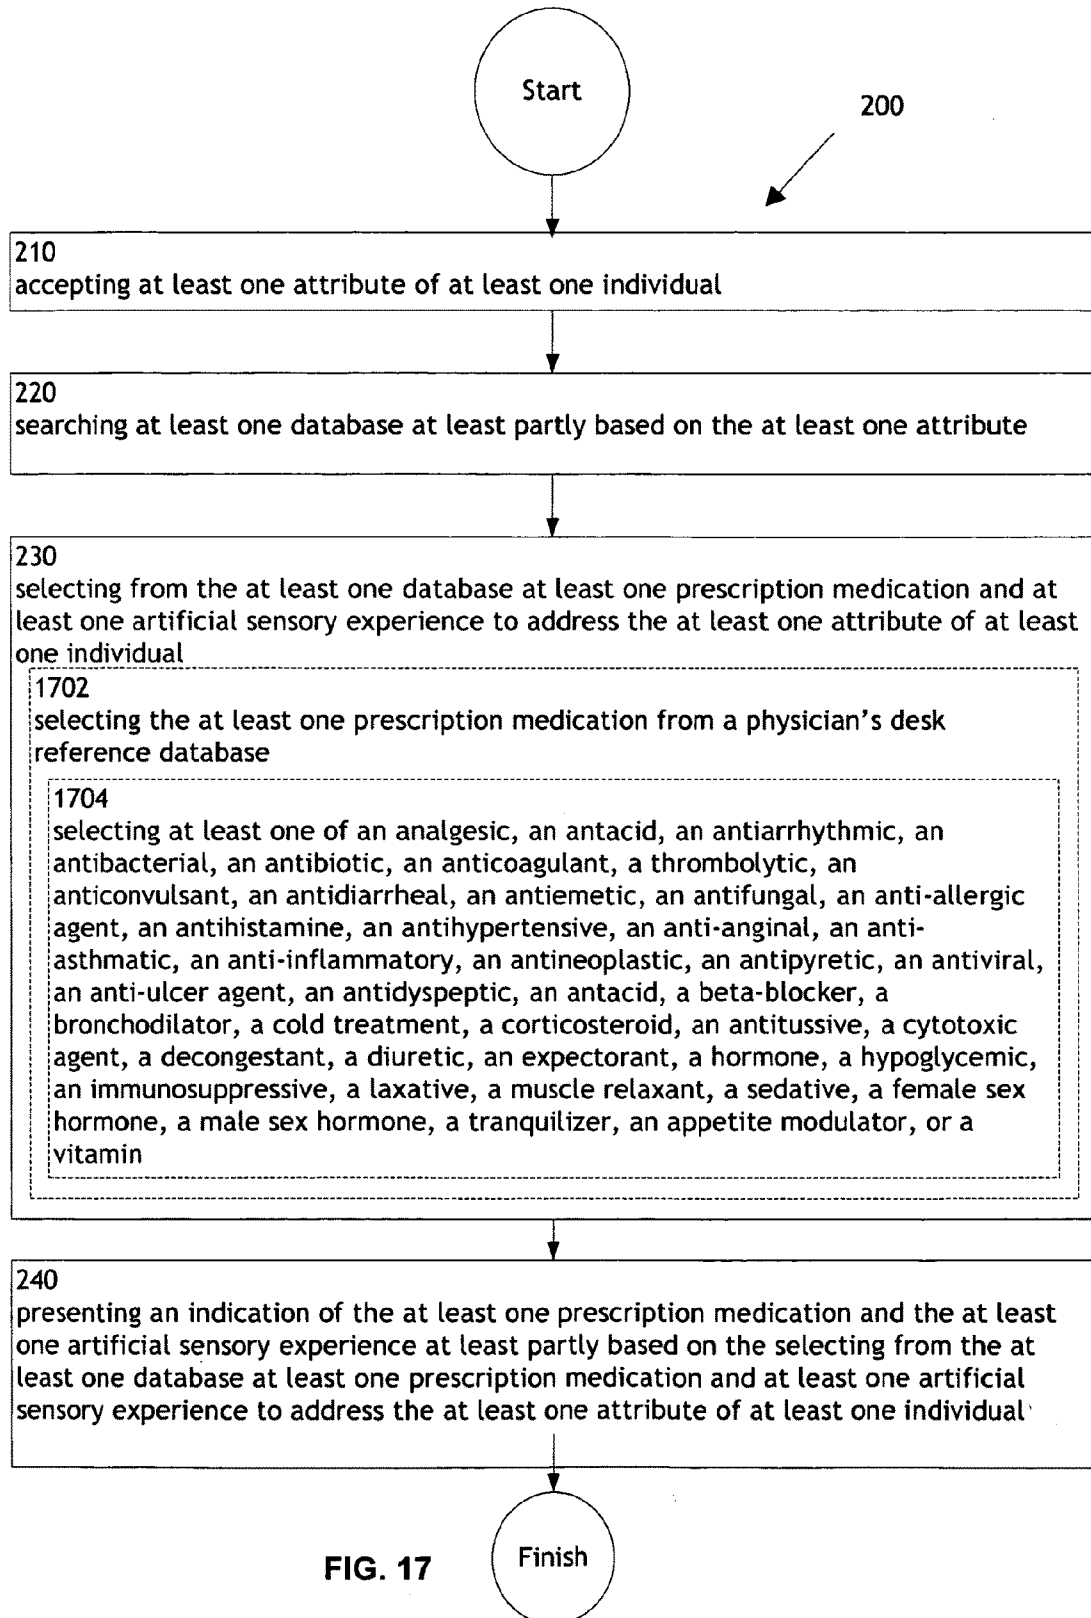 Start
200
210
accepting at least one attribute of at least one individual
220
searching at least one database at least partly based on the at least one attribute
230
selecting from the at least one database at least one prescription medication and at
least one artificial sensory experience to address the at least one attribute of at least
one individual
1702
selecting the at least one prescription medication from a physician's desk
reference database
1704
selecting at least one of an analgesic, an antacid, an antiarrhythmic, an
antibacterial, an antibiotic, an anticoagulant, a thrombolytic, an
anticonvulsant, an antidiarrheal, an antiemetic, an antifungal, an anti-allergic
agent, an antihistamine, an antihypertensive, an anti-anginal, an anti-
asthmatic, an anti-inflammatory, an antineoplastic, an antipyretic, an antiviral,
an anti-ulcer agent, an antidyspeptic, an antacid, a beta-blocker, a
bronchodilator, a cold treatment, a corticosteroid, an antitussive, a cytotoxic
agent, a decongestant, a diuretic, an expectorant, a hormone, a hypoglycemic,
an immunosuppressive, a laxative, a muscle relaxant, a sedative, a female sex
hormone, a male sex hormone, a tranquilizer, an appetite modulator, or a
vitamin
240
presenting an indication of the at least one prescription medication and the at least
one artificial sensory experience at least partly based on the selecting from the at
least one database at least one prescription medication and at least one artificial
sensory experience to address the at least one attribute of at least one individual
FIG. 17
Finish